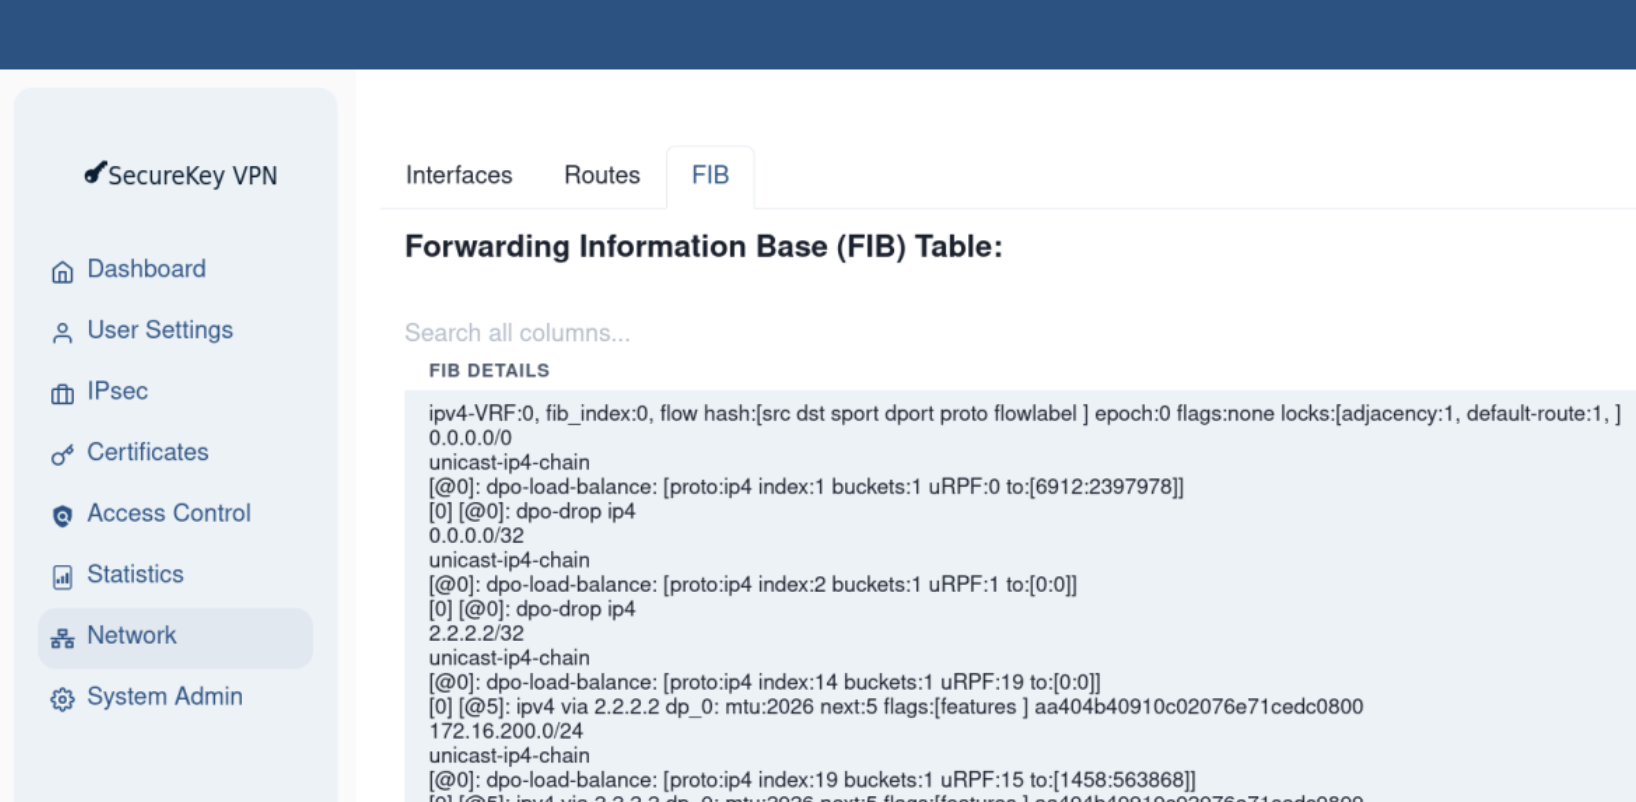 SecureKey VPN
Dashboard
User Settings
IPsec
Certificates
Access Control
Statistics
Network
System Admin
Interfaces
Routes
FIB
Forwarding Information Base (FIB) Table:
Search all columns...
FIB DETAILS
ipv4-VRF:0, fib_index:0, flow hash:[src dst sport dport proto flowlabel ] epoch:0 flags:none locks:[adjacency:1, default-route:1, ]
0.0.0.0/0
unicast-ip4-chain
[@0]: dpo-load-balance: [proto:ip4 index:1 buckets:1 uRPF:0 to:[6912:2397978]]
[0] [@0]: dpo-drop ip4
0.0.0.0/32
unicast-ip4-chain
[@0]: dpo-load-balance: [proto:ip4 index:2 buckets:1 uRPF:1 to:[0:0]]
[0] [@0]: dpo-drop ip4
2.2.2.2/32
unicast-ip4-chain
[@0]: dpo-load-balance: [proto:ip4 index:14 buckets:1 uRPF:19 to:[0:0]]
[0] [@5]: ipv4 via 2.2.2.2 dp_0: mtu:2026 next:5 flags:[features ] aa404b40910c02076e71cedc0800
172.16.200.0/24
unicast-ip4-chain
[@0]: dpo-load-balance: [proto:ip4 index:19 buckets:1 uRPF:15 to:[1458:563868]]